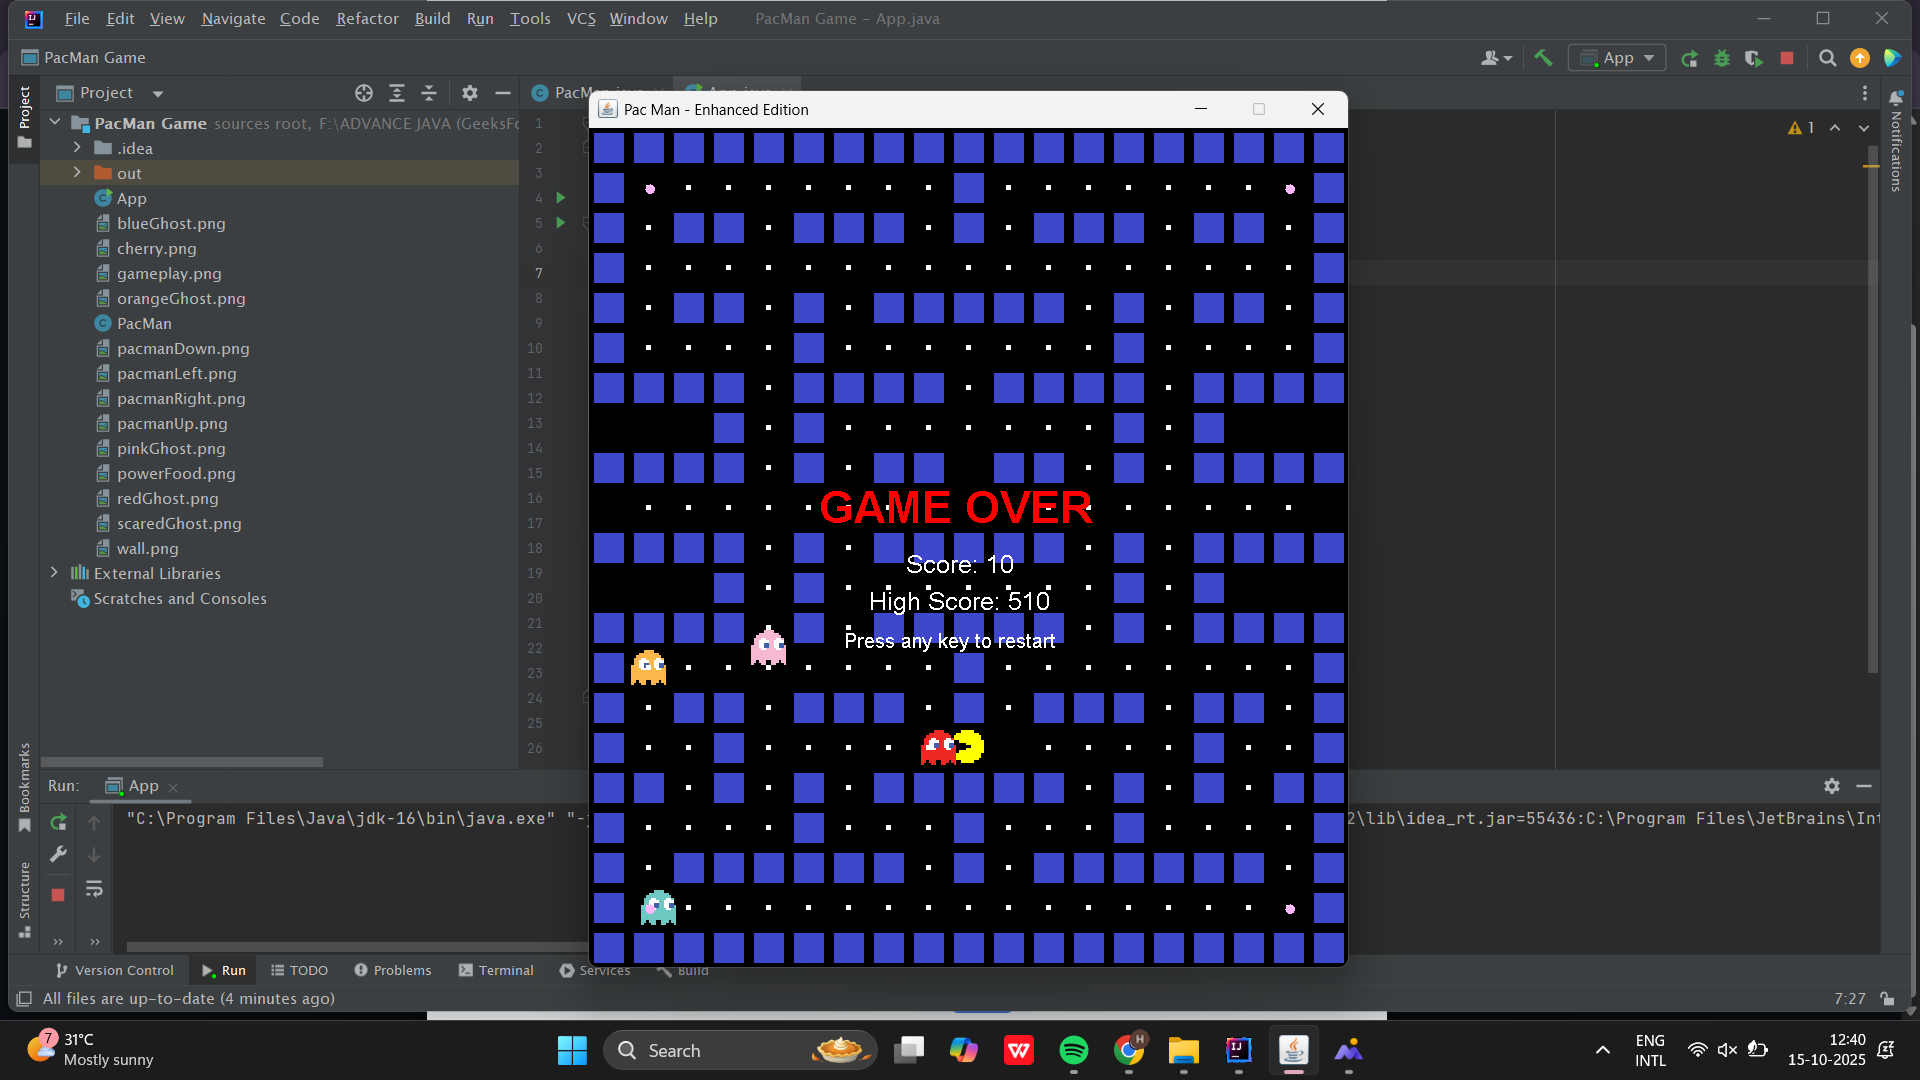 File Edit View Navigate Code Refactor Build Run Tools VCS Window Help PacMan Game - App.java
PacMan Game
App
Project
PacMan Game sources root, F:\ADVANCE JAVA (GeeksFo
.idea
out
App
blueGhost.png
cherry.png
gameplay.png
orangeGhost.png
PacMan
pacmanDown.png
pacmanLeft.png
pacmanRight.png
pacmanUp.png
pinkGhost.png
powerFood.png
redGhost.png
scaredGhost.png
wall.png
External Libraries
Scratches and Consoles
Project
Bookmarks
Structure
Notifications
1
2
3
4
5
6
7
8
9
10
11
12
13
14
15
16
17
18
19
20
21
22
23
24
25
26
1
Pac Man - Enhanced Edition
GAME OVER
Score: 10
High Score: 510
Press any key to restart
Run: App
"C:\Program Files\Java\jdk-16\bin\java.exe" "-
2\lib\idea_rt.jar=55436:C:\Program Files\JetBrains\Int
Version Control Run TODO Problems Terminal Services Build
All files are up-to-date (4 minutes ago) 7:27
7
31°C
Mostly sunny
Search
H
ENG
INTL
12:40
15-10-2025